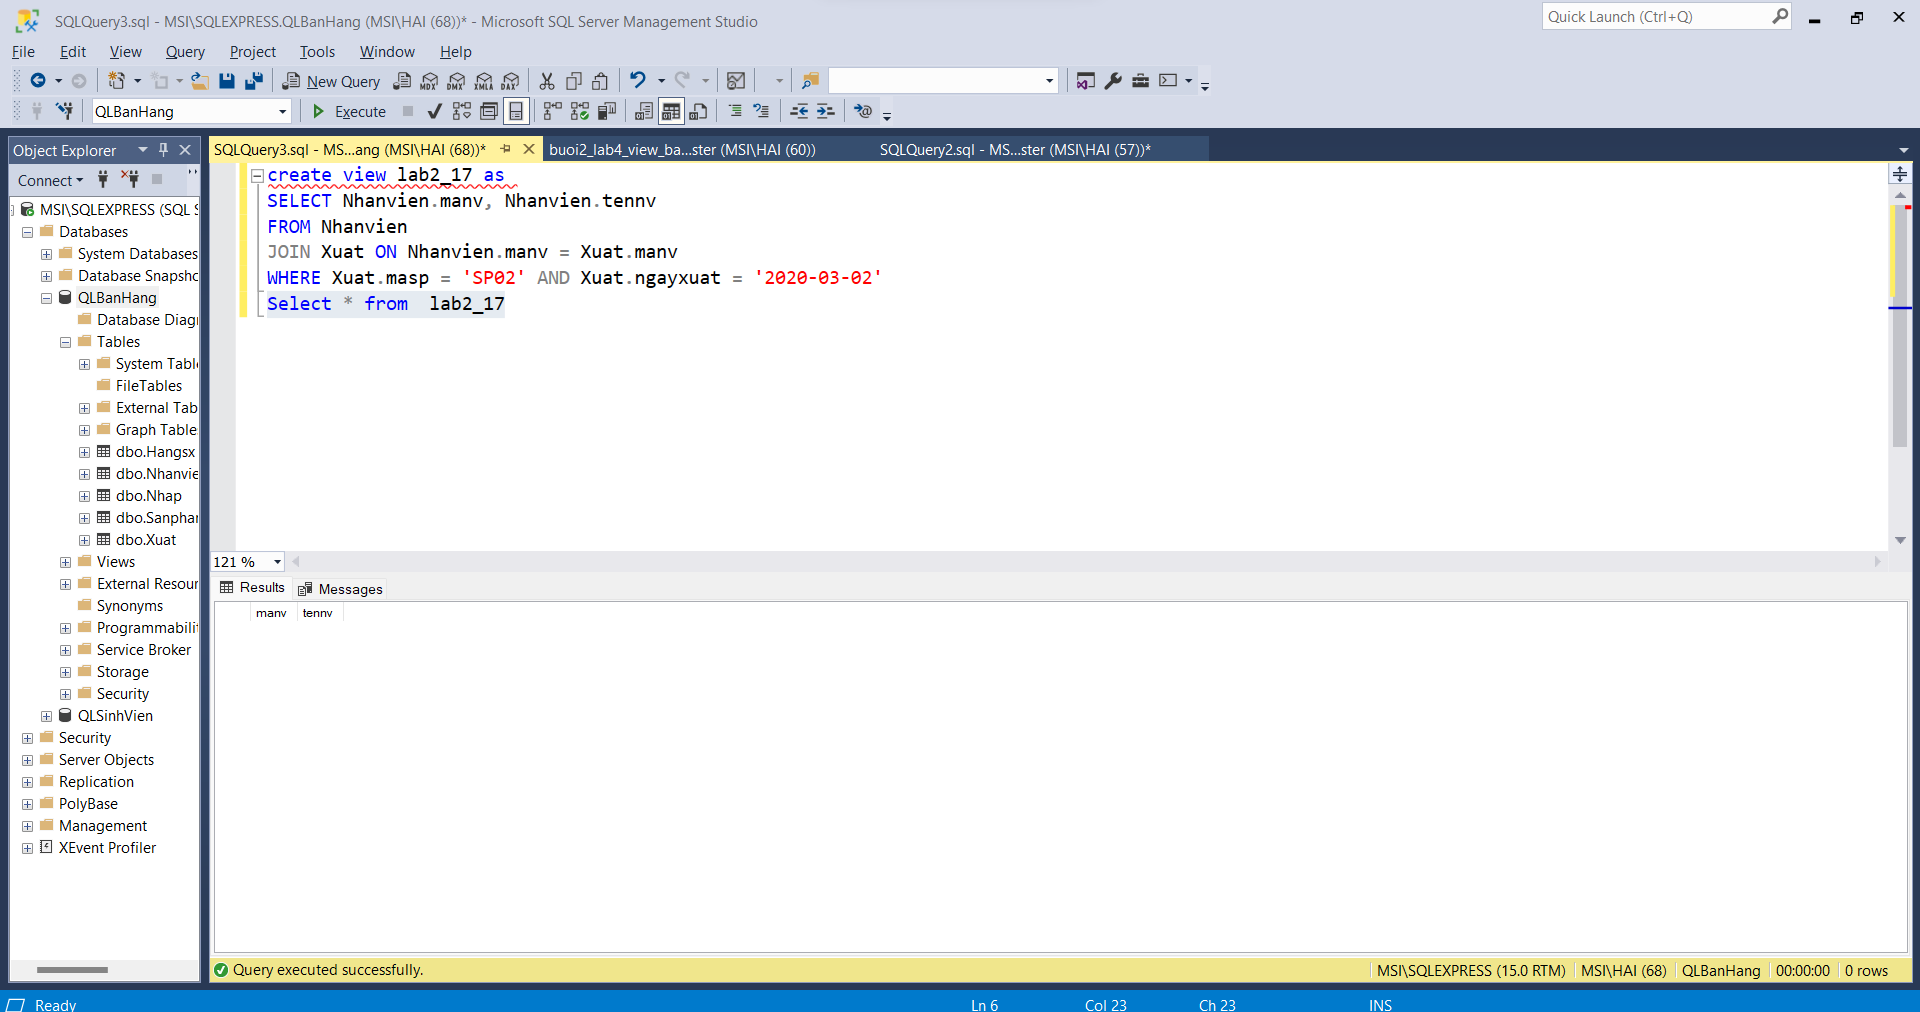 SQLQuery3.sql - MSI\SQLEXPRESS.QLBanHang (MSI\HAI (68))* - Microsoft SQL Server Management Studio
Quick Launch (Ctrl+Q)
File Edit View Query Project Tools Window Help
New Query MDX DMX XMLA DAX
QLBanHang Execute
Object Explorer
SQLQuery3.sql - MS...ang (MSI\HAI (68))*
buoi2_lab4_view_ba...ster (MSI\HAI (60))
SQLQuery2.sql - MS...ster (MSI\HAI (57))*
Connect
MSI\SQLEXPRESS (SQL S
Databases
System Databases
Database Snapsho
QLBanHang
Database Diagr
Tables
System Table
FileTables
External Tab
Graph Table
dbo.Hangsx
dbo.Nhanvie
dbo.Nhap
dbo.Sanphar
dbo.Xuat
Views
External Resour
Synonyms
Programmabilit
Service Broker
Storage
Security
QLSinhVien
Security
Server Objects
Replication
PolyBase
Management
XEvent Profiler
create view lab2_17 as
SELECT Nhanvien.manv, Nhanvien.tennv
FROM Nhanvien
JOIN Xuat ON Nhanvien.manv = Xuat.manv
WHERE Xuat.masp = 'SP02' AND Xuat.ngayxuat = '2020-03-02'
Select * from  lab2_17
121 %
Results Messages
manv tennv
Query executed successfully.
MSI\SQLEXPRESS (15.0 RTM) MSI\HAI (68) QLBanHang 00:00:00 0 rows
Ready Ln 6 Col 23 Ch 23 INS